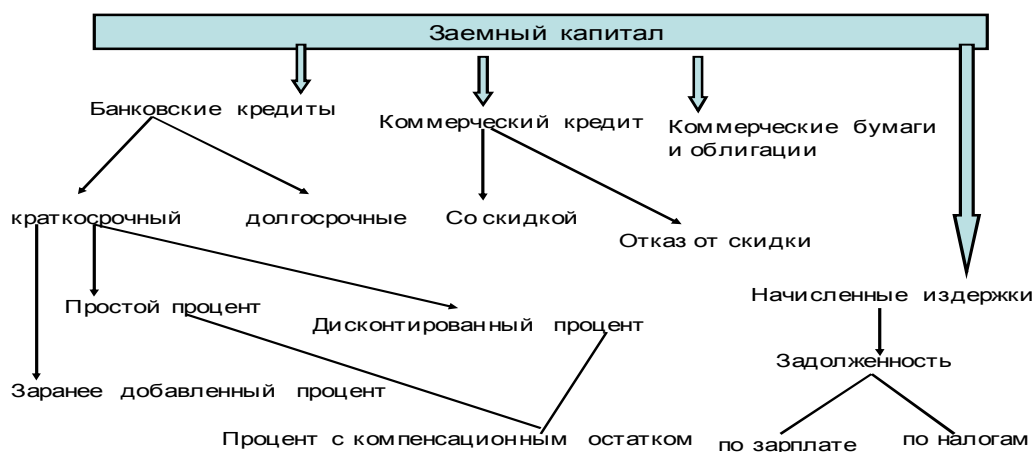 Заемный капитал
Банковские кредиты
Коммерческий кредит
Коммерческие бумаги
и облигации
краткосрочный
долгосрочные
Со скидкой
Отказ от скидки
Простой процент
Дисконтированный процент
Начисленные издержки
Задолженность
Заранее добавленный процент
Процент с компенсационным остатком
по зарплате
по налогам